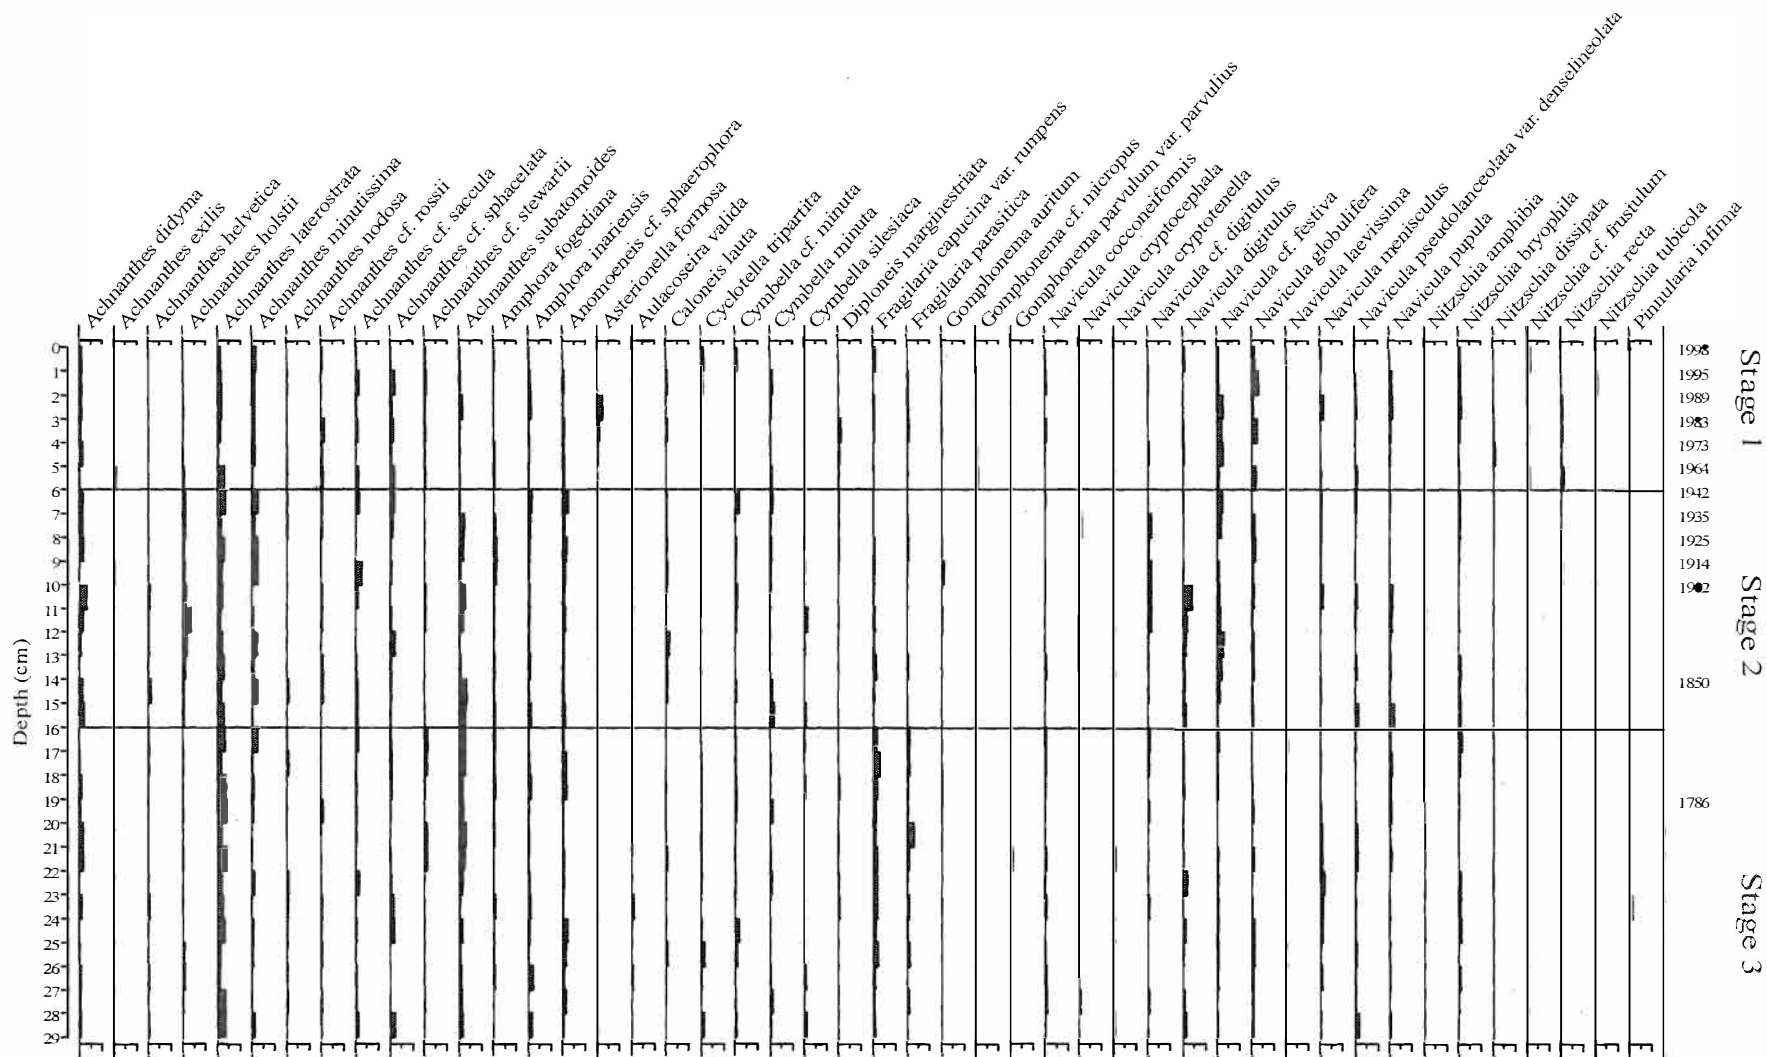 Achnanthes didyma
Achnanthes exilis
Achnanthes helvetica
Achnanthes holstii
Achnanthes laterostrata
Achnanthes minutissima
Achnanthes nodosa
Achnanthes cf. rossii
Achnanthes cf. saccula
Achnanthes cf. sphacelata
Achnanthes cf. stewartii
Achnanthes subatomoides
Amphora fogediana
Amphora inariensis
Anomoeneis cf. sphaerophora
Asterionella formosa
Aulacoseira valida
Caloneis lauta
Cyclotella tripartita
Cymbella cf. minuta
Cymbella minuta
Cymbella silesiaca
Diploneis marginestriata
Fragilaria capucina var. rumpens
Fragilaria parasitica
Gomphonema auritum
Gomphonema cf. micropus
Gomphonema parvulum var. parvulius
Navicula cocconeiformis
Navicula cryptocephala
Navicula cryptotenella
Navicula cf. digitulus
Navicula digitulus
Navicula cf. festiva
Navicula globulifera
Navicula laevissima
Navicula menisculus
Navicula pseudolanceolata var. denselineolata
Navicula pupula
Nitzschia amphibia
Nitzschia bryophila
Nitzschia dissipata
Nitzschia cf. frustulum
Nitzschia recta
Nitzschia tubicola
Pinnularia infirma
Depth (cm)
0
1
2
3
4
5
6
7
8
9
10
11
12
13
14
15
16
17
18
19
20
21
22
23
24
25
26
27
28
29
1998
1995
1989
1983
1973
1964
1942
1935
1925
1914
1902
1850
1786
Stage 1
Stage 2
Stage 3